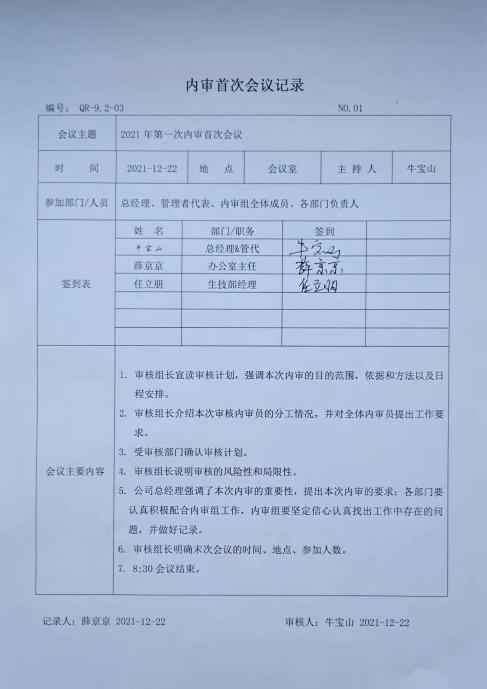 内审首次会议记录
编号： QR-9.2-03 NO.01
会议主题 2021 年第一次内审首次会议
时 间 2021-12-22 地 点 会议室 主 持 人 牛宝山
参加部门/人员 总经理、管理者代表、内审组全体成员、各部门负责人
签到表
姓 名 部门/职务 签到
牛宝山 总经理&管代 牛宝山
薛京京 办公室主任 薛京京
任立朋 生技部经理 任立朋
会议主要内容
1. 审核组长宣读审核计划，强调本次内审的目的范围，依据和方法以及日
程安排。
2. 审核组长介绍本次审核内审员的分工情况，并对全体内审员提出工作要
求。
3. 受审核部门确认审核计划。
4. 审核组长说明审核的风险性和局限性。
5. 公司总经理强调了本次内审的重要性，提出本次内审的要求：各部门要
认真积极配合内审组工作，内审组要坚定信心认真找出工作中存在的问
题，并做好记录。
6. 审核组长明确末次会议的时间、地点、参加人数。
7. 8:30 会议结束。
记录人：薛京京 2021-12-22 审核人：牛宝山 2021-12-22